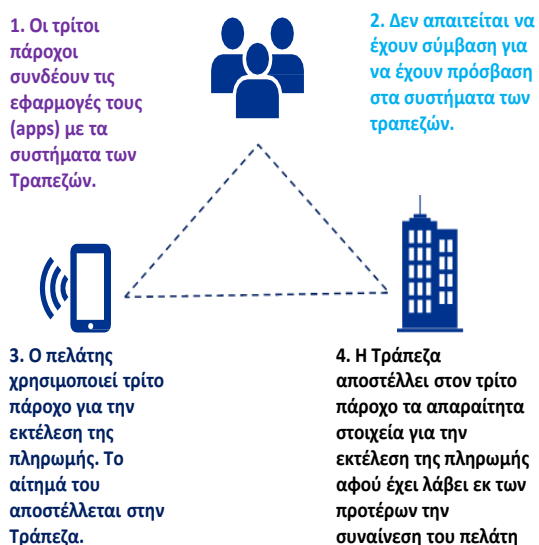 1. Οι τρίτοι
πάροχοι
συνδέουν τις
εφαρμογές τους
(apps) με τα
συστήματα των
Τραπεζών.
2. Δεν απαιτείται να
έχουν σύμβαση για
να έχουν πρόσβαση
στα συστήματα των
τραπεζών.
3. Ο πελάτης
χρησιμοποιεί τρίτο
πάροχο για την
εκτέλεση της
πληρωμής. Το
αίτημά του
αποστέλλεται στην
Τράπεζα.
4. Η Τράπεζα
αποστέλλει στον τρίτο
πάροχο τα απαραίτητα
στοιχεία για την
εκτέλεση της πληρωμής
αφού έχει λάβει εκ των
προτέρων την
συναίνεση του πελάτη